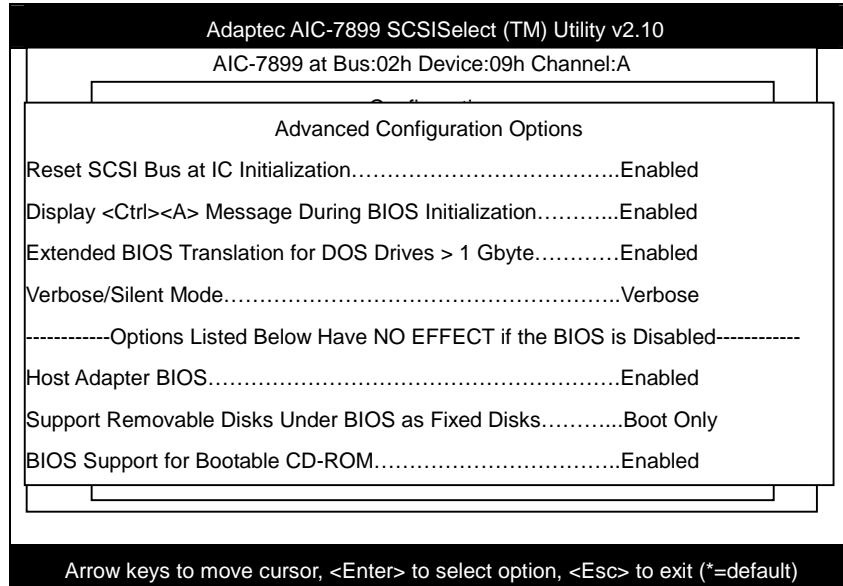 Adaptec AIC-7899 SCSISelect (TM) Utility v2.10
AIC-7899 at Bus:02h Device:09h Channel:A
Advanced Configuration Options
Reset SCSI Bus at IC Initialization………………………………..Enabled
Display <Ctrl><A> Message During BIOS Initialization………...Enabled
Extended BIOS Translation for DOS Drives > 1 Gbyte…………Enabled
Verbose/Silent Mode………………………………………………..Verbose
------------Options Listed Below Have NO EFFECT if the BIOS is Disabled------------
Host Adapter BIOS…………………………………………………Enabled
Support Removable Disks Under BIOS as Fixed Disks………...Boot Only
BIOS Support for Bootable CD-ROM……………………………..Enabled
Arrow keys to move cursor, <Enter> to select option, <Esc> to exit (*=default)